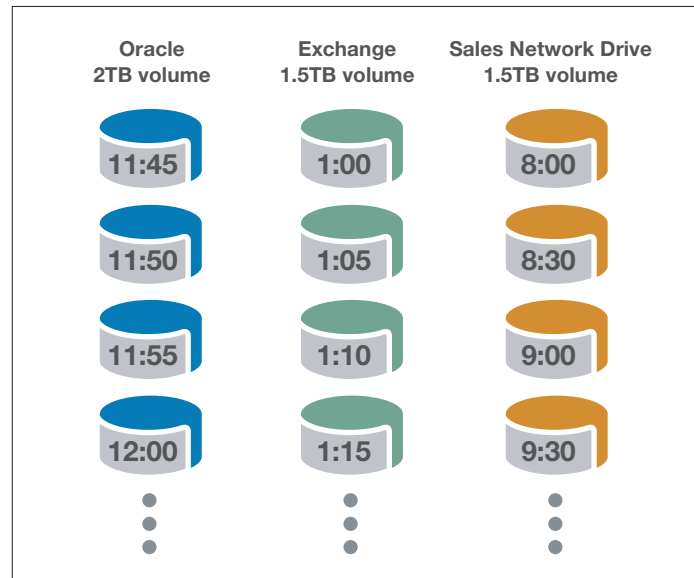 Oracle
2TB volume
Exchange
1.5TB volume
Sales Network Drive
1.5TB volume
11:45
1:00
8:00
11:50
1:05
8:30
11:55
1:10
9:00
12:00
1:15
9:30